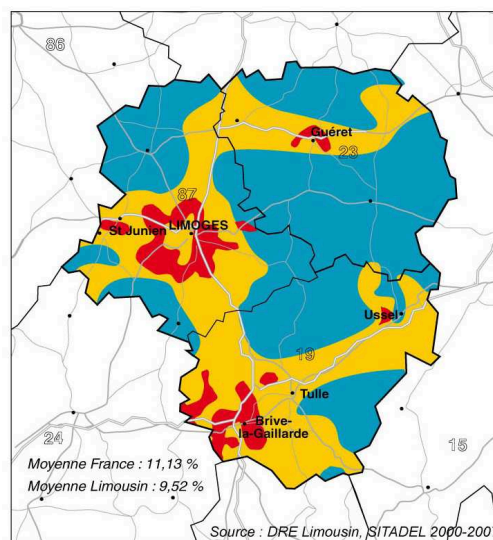 86
Guéret
23
87
LIMOGES
St Junien
Ussel
19
Tulle
Brive-
la-Gaillarde
24
15
Moyenne France : 11,13 %
Moyenne Limousin : 9,52 %
Source : DRE Limousin, SITADEL 2000-200